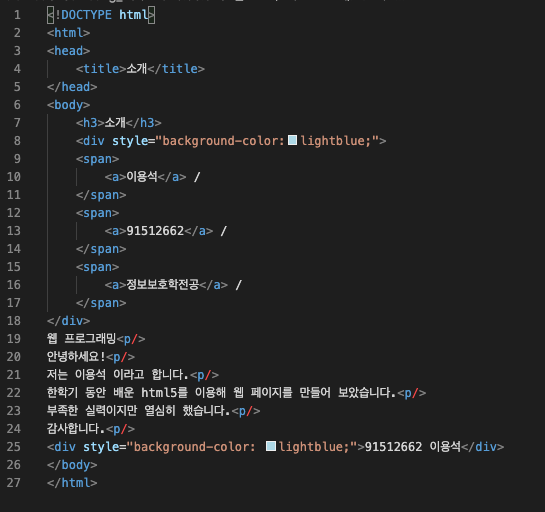 1 <!DOCTYPE html>
2 <html>
3 <head>
4     <title>소개</title>
5 </head>
6 <body>
7     <h3>소개</h3>
8     <div style="background-color: lightblue;">
9     <span>
10         <a>이용석</a> /
11     </span>
12     <span>
13         <a>91512662</a> /
14     </span>
15     <span>
16         <a>정보보호학전공</a> /
17     </span>
18 </div>
19 웹 프로그래밍<p/>
20 안녕하세요!<p/>
21 저는 이용석 이라고 합니다.<p/>
22 한학기 동안 배운 html5를 이용해 웹 페이지를 만들어 보았습니다.<p/>
23 부족한 실력이지만 열심히 했습니다.<p/>
24 감사합니다.<p/>
25 <div style="background-color: lightblue;">91512662 이용석</div>
26 </body>
27 </html>